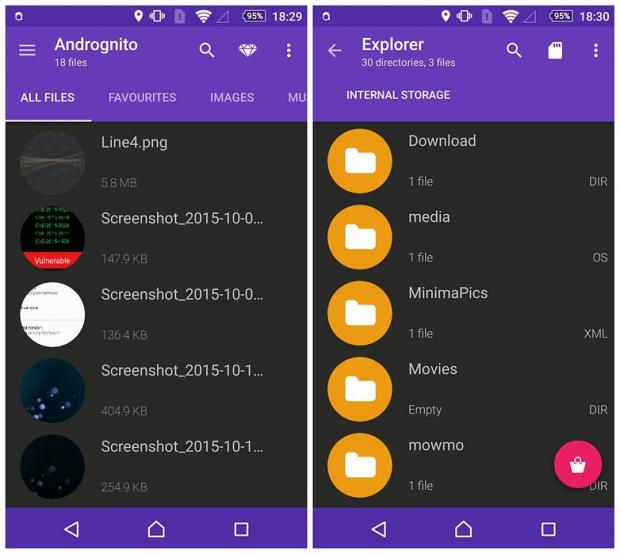 95% 18:29
Andrognito
18 files
ALL FILES FAVOURITES IMAGES MU
Line4.png
5.8 MB
Screenshot_2015-10-0...
147.9 KB
Vulnerable
Screenshot_2015-10-0...
136.4 KB
Screenshot_2015-10-1...
404.9 KB
Screenshot_2015-10-1...
254.9 KB
95% 18:30
Explorer
30 directories, 3 files
INTERNAL STORAGE
Download
1 file DIR
media
1 file OS
MinimaPics
1 file XML
Movies
Empty DIR
mowmo
1 file DIR